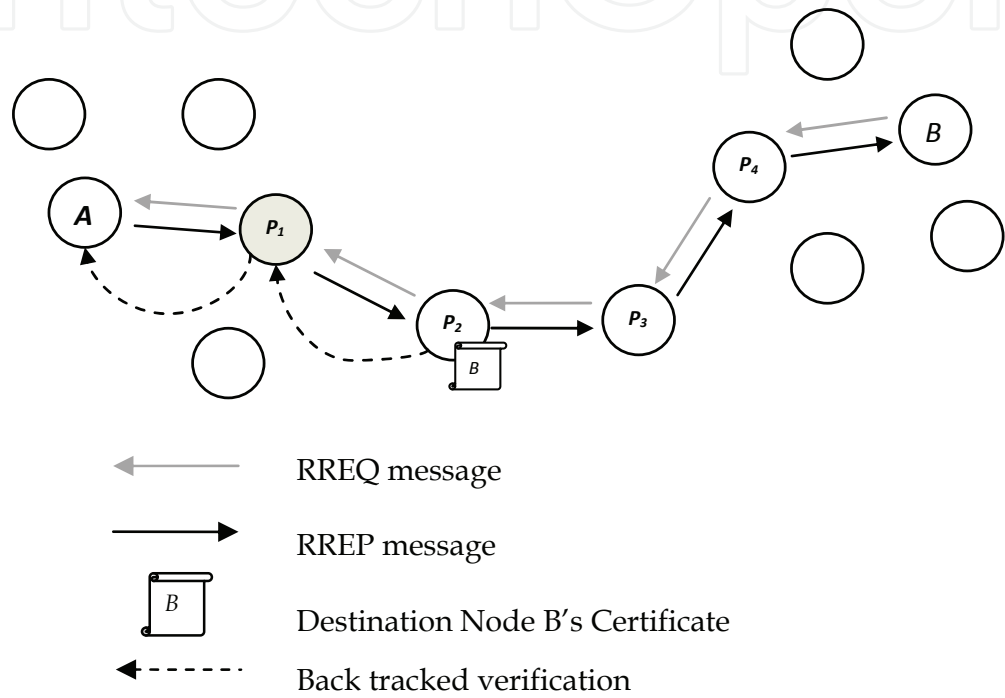 B
P4
A
P1
P2
P3
B
RREQ message
RREP message
B
Destination Node B's Certificate
Back tracked verification